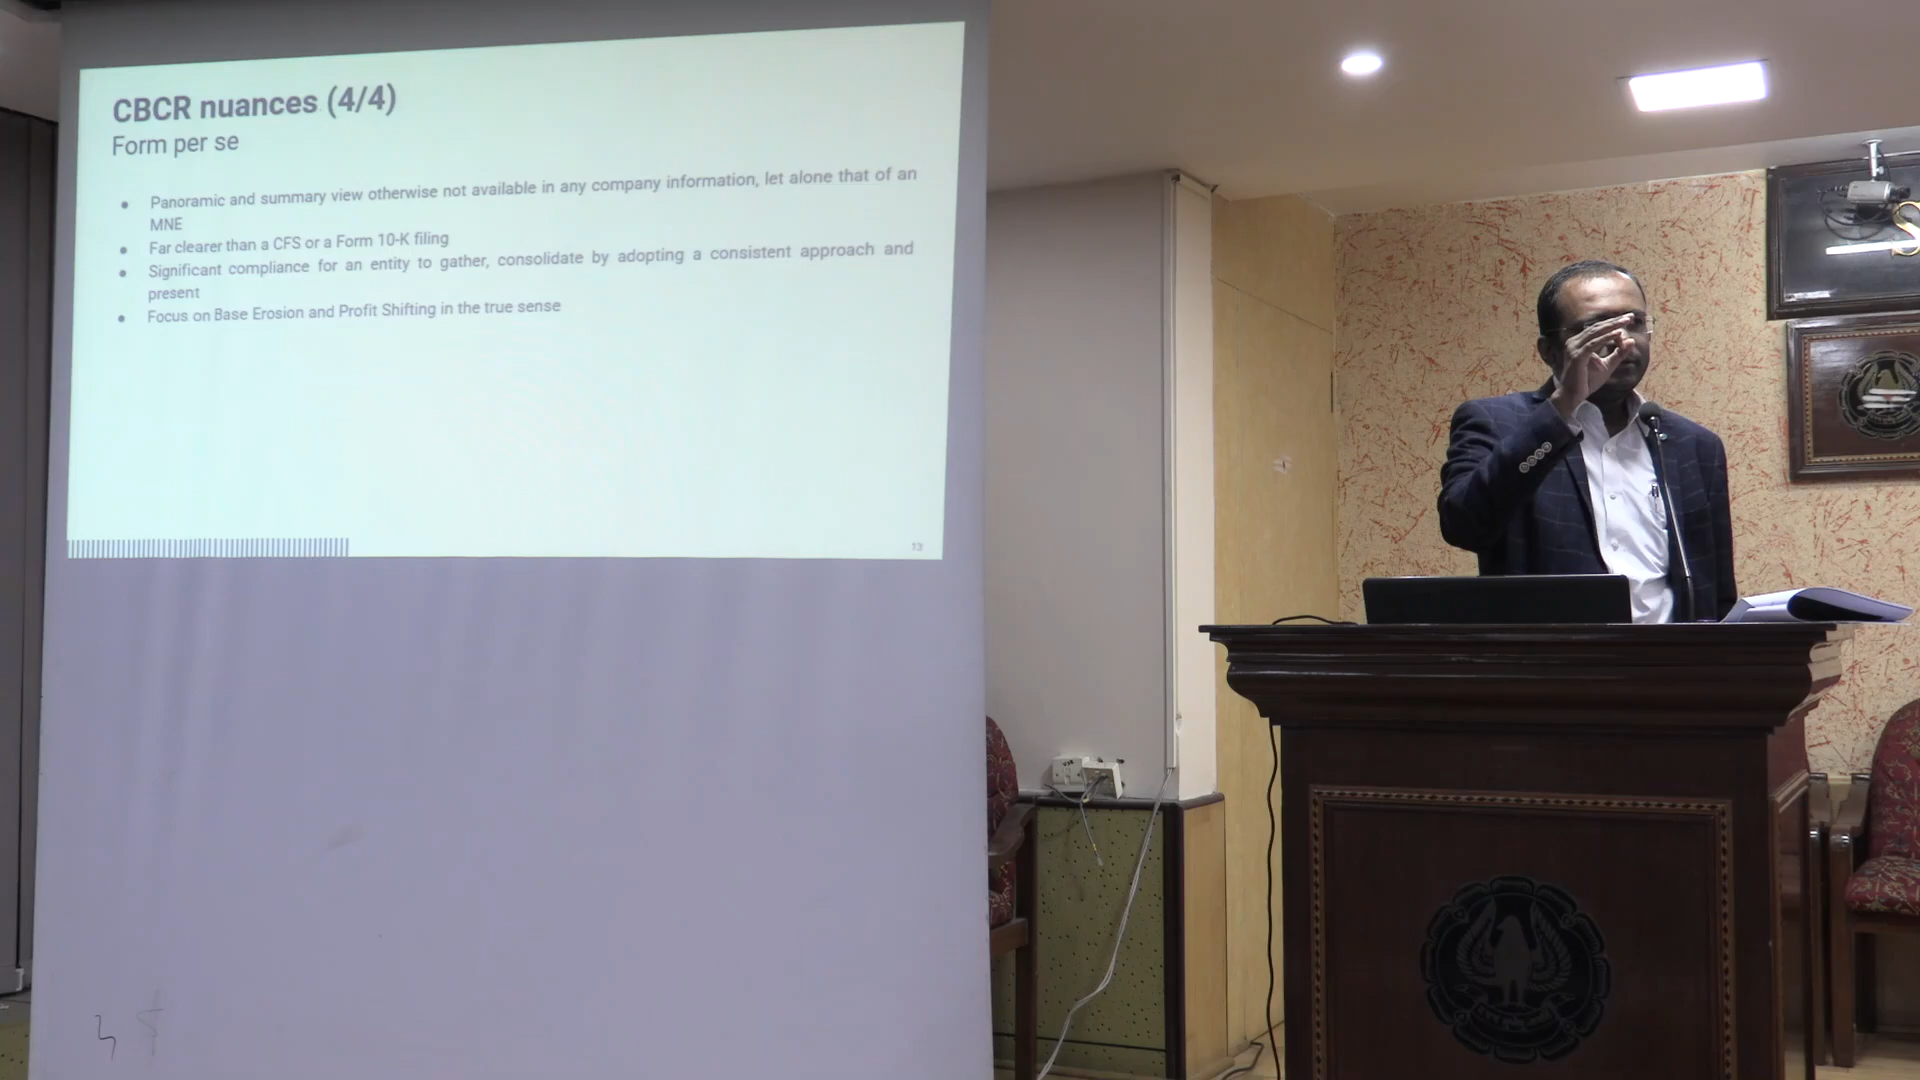 CBCR nuances (4/4)
Form per se
● Panoramic and summary view otherwise not available in any company information, let alone that of an
MNE
● Far clearer than a CFS or a Form 10-K filing
● Significant compliance for an entity to gather, consolidate by adopting a consistent approach and
present
● Focus on Base Erosion and Profit Shifting in the true sense
13